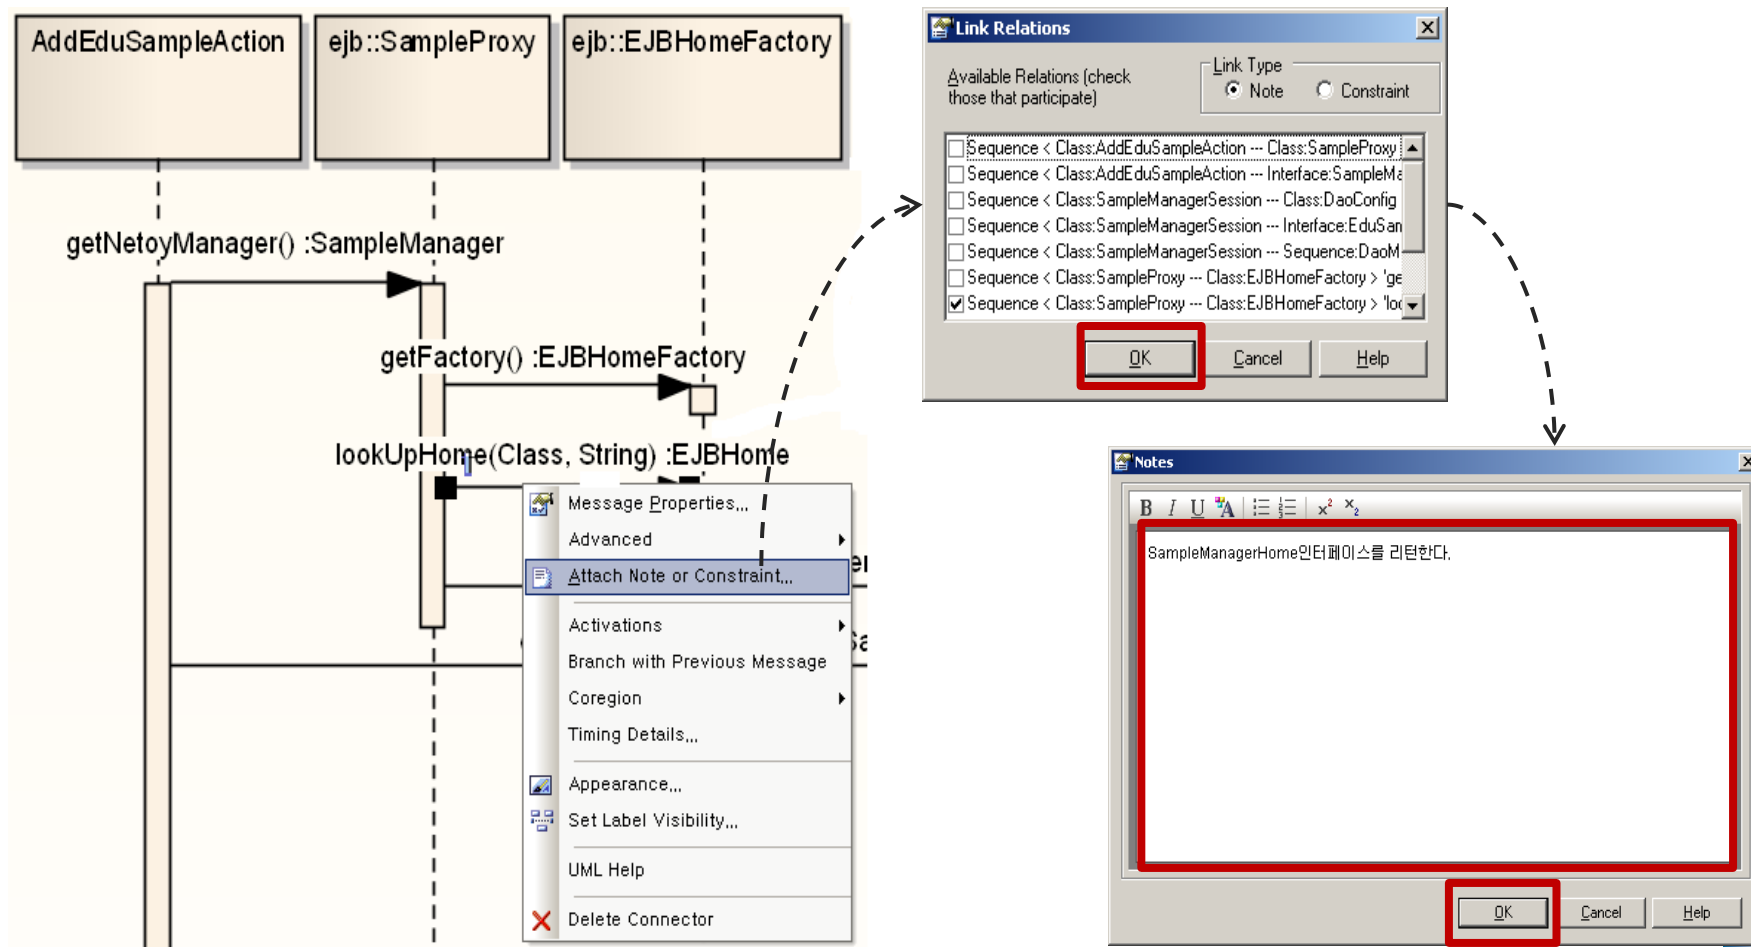 AddEduSampleAction
ejb::SampleProxy
ejb::EJBHomeFactory
getNetoyManager() :SampleManager
getFactory() :EJBHomeFactory
lookUpHome(Class, String) :EJBHome
Message Properties...
Advanced
Attach Note or Constraint...
Activations
Branch with Previous Message
Coregion
Timing Details...
Appearance...
Set Label Visibility...
UML Help
Delete Connector
Link Relations
Available Relations (check
those that participate)
Link Type
Note
Constraint
Sequence < Class:AddEduSampleAction --- Class:SampleProxy
Sequence < Class:AddEduSampleAction --- Interface:SampleMa
Sequence < Class:SampleManagerSession --- Class:DaoConfig
Sequence < Class:SampleManagerSession --- Interface:EduSan
Sequence < Class:SampleManagerSession --- Sequence:DaoM
Sequence < Class:SampleProxy --- Class:EJBHomeFactory > 'ge
Sequence < Class:SampleProxy --- Class:EJBHomeFactory > 'loo
OK
Cancel
Help
Notes
B I U A x² x₂
SampleManagerHome인터페이스를 리턴한다.
OK
Cancel
Help